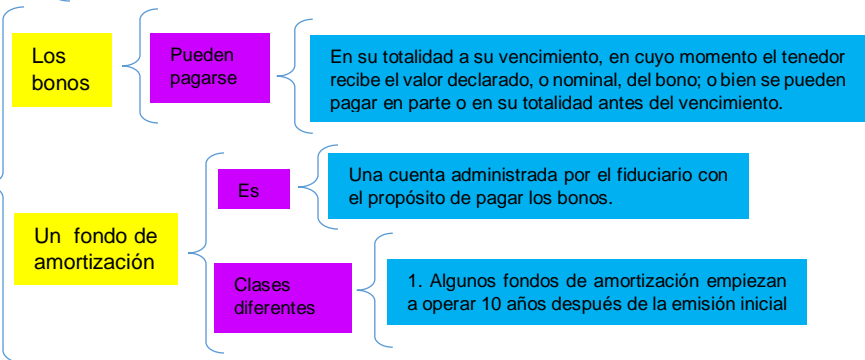 Los
bonos
Pueden
pagarse
En su totalidad a su vencimiento, en cuyo momento el tenedor
recibe el valor declarado, o nominal, del bono; o bien se pueden
pagar en parte o en su totalidad antes del vencimiento.
Un fondo de
amortización
Es
Una cuenta administrada por el fiduciario con
el propósito de pagar los bonos.
Clases
diferentes
1. Algunos fondos de amortización empiezan
a operar 10 años después de la emisión inicial